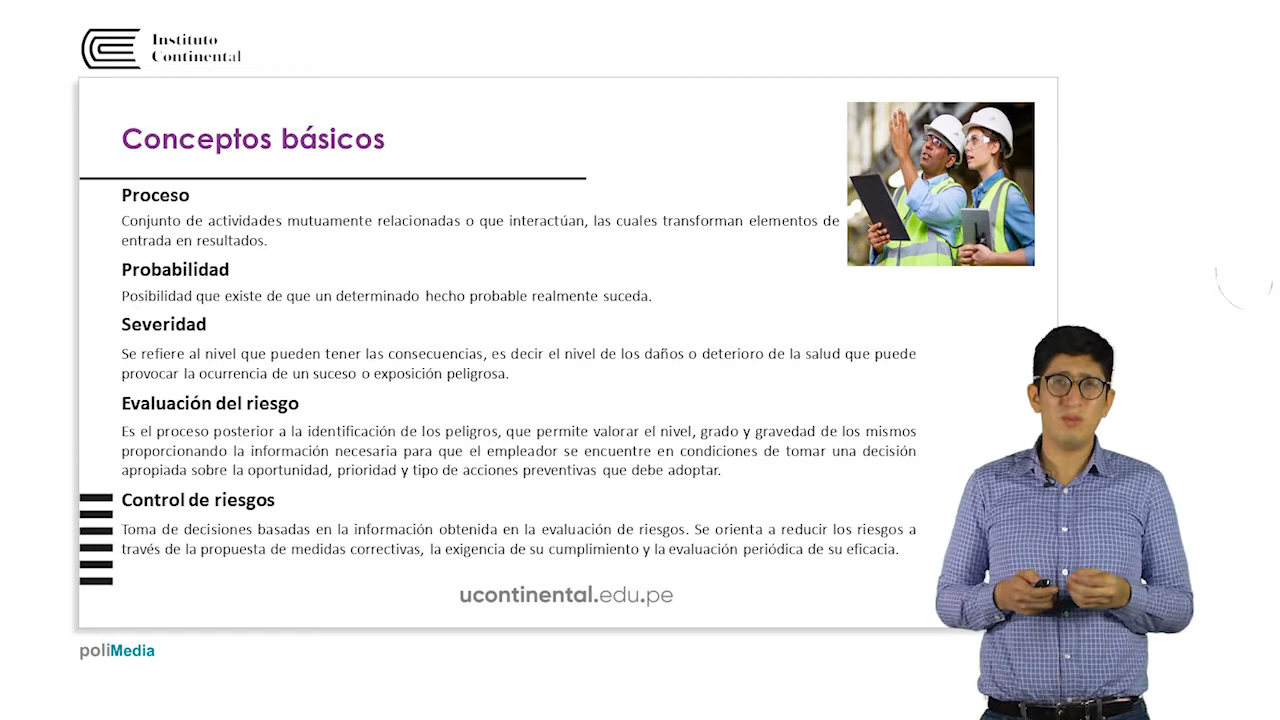 Instituto
Continental
Conceptos básicos
Proceso
Conjunto de actividades mutuamente relacionadas o que interactúan, las cuales transforman elementos de
entrada en resultados.
Probabilidad
Posibilidad que existe de que un determinado hecho probable realmente suceda.
Severidad
Se refiere al nivel que pueden tener las consecuencias, es decir el nivel de los daños o deterioro de la salud que puede
provocar la ocurrencia de un suceso o exposición peligrosa.
Evaluación del riesgo
Es el proceso posterior a la identificación de los peligros, que permite valorar el nivel, grado y gravedad de los mismos
proporcionando la información necesaria para que el empleador se encuentre en condiciones de tomar una decisión
apropiada sobre la oportunidad, prioridad y tipo de acciones preventivas que debe adoptar.
Control de riesgos
Toma de decisiones basadas en la información obtenida en la evaluación de riesgos. Se orienta a reducir los riesgos a
través de la propuesta de medidas correctivas, la exigencia de su cumplimiento y la evaluación periódica de su eficacia.
ucontinental.edu.pe
poliMedia